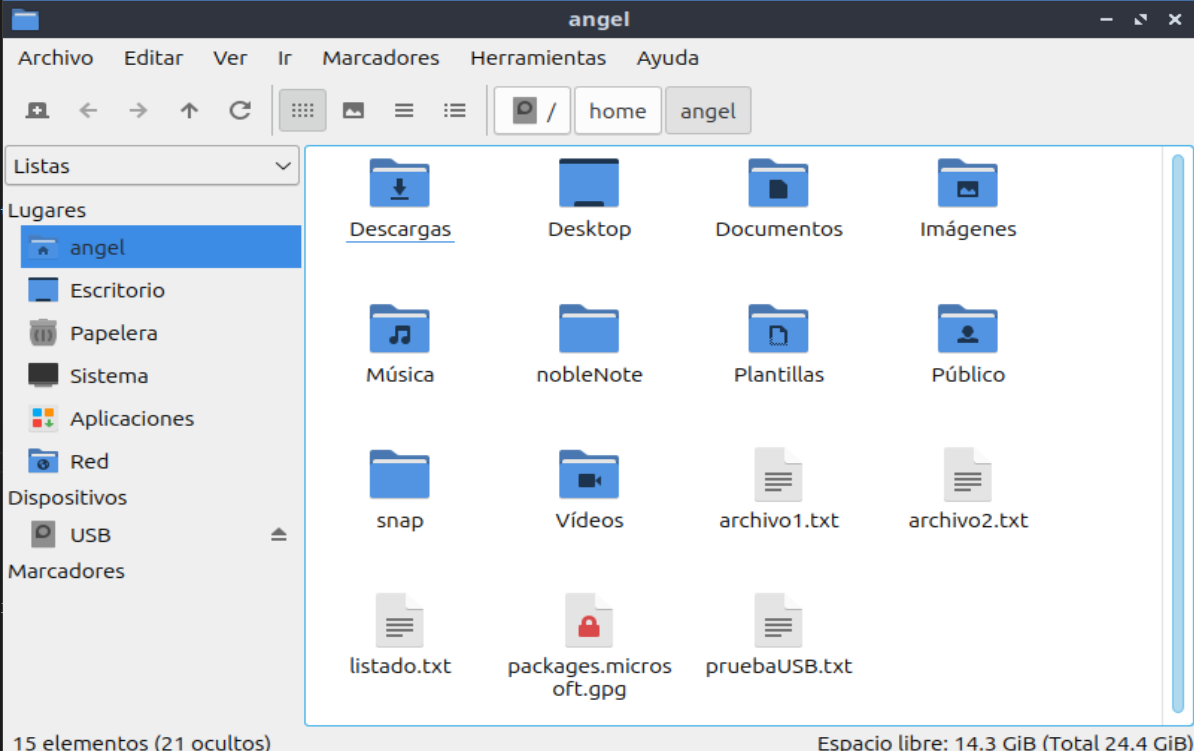 angel
Archivo Editar Ver Ir Marcadores Herramientas Ayuda
/ home angel
Listas
Lugares
angel
Escritorio
Papelera
Sistema
Aplicaciones
Red
Dispositivos
USB
Marcadores
Descargas Desktop Documentos Imágenes
Música nobleNote Plantillas Público
snap Vídeos archivo1.txt archivo2.txt
listado.txt packages.micros pruebaUSB.txt
oft.gpg
15 elementos (21 ocultos) Espacio libre: 14.3 GiB (Total 24.4 GiB)